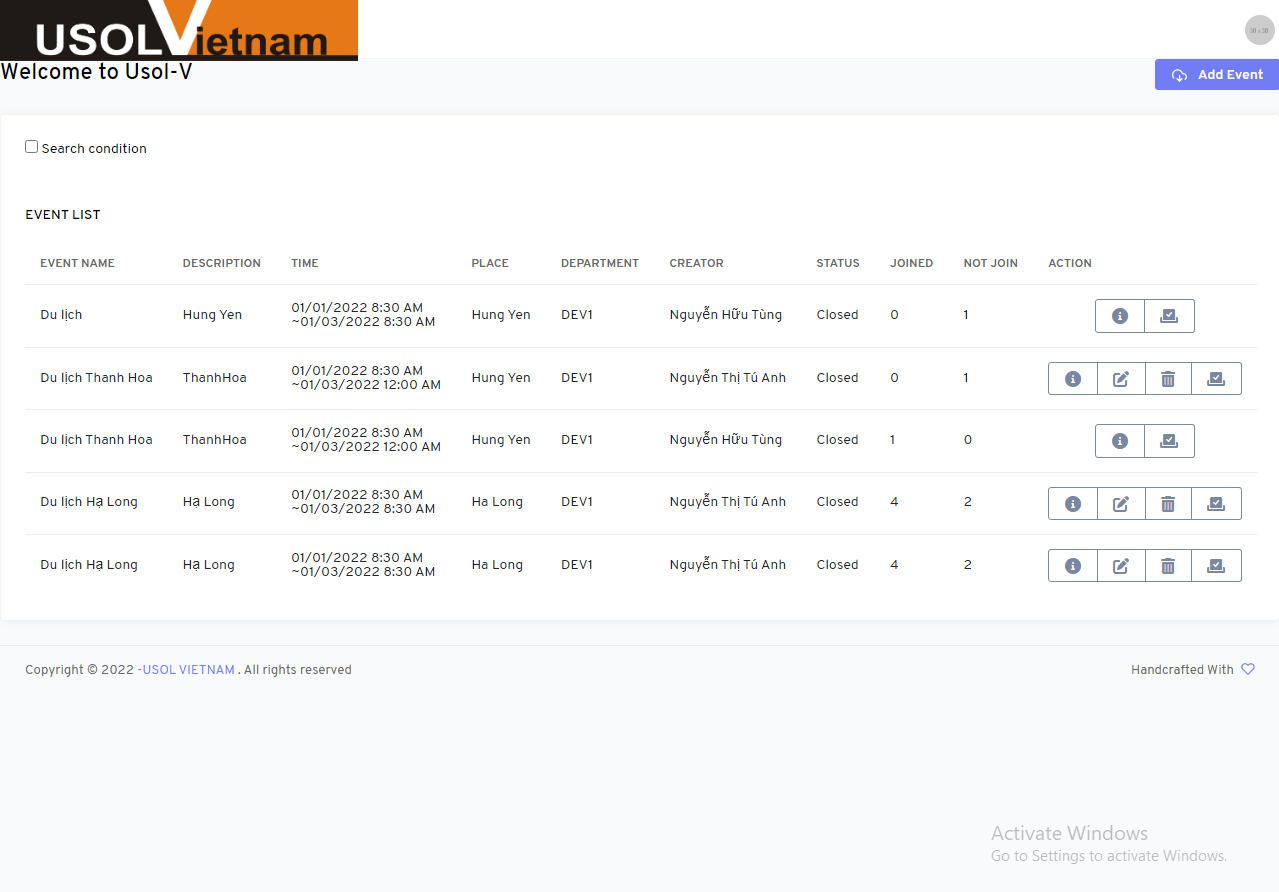 USOLVietnam
30 x 30
Welcome to Usol-V
Add Event
Search condition
EVENT LIST
EVENT NAME DESCRIPTION TIME PLACE DEPARTMENT CREATOR STATUS JOINED NOT JOIN ACTION
Du lịch Hung Yen 01/01/2022 8:30 AM Hung Yen DEV1 Nguyễn Hữu Tùng Closed 0 1
~01/03/2022 8:30 AM
Du lịch Thanh Hoa ThanhHoa 01/01/2022 8:30 AM Hung Yen DEV1 Nguyễn Thị Tú Anh Closed 0 1
~01/03/2022 12:00 AM
Du lịch Thanh Hoa ThanhHoa 01/01/2022 8:30 AM Hung Yen DEV1 Nguyễn Hữu Tùng Closed 1 0
~01/03/2022 12:00 AM
Du lịch Hạ Long Hạ Long 01/01/2022 8:30 AM Ha Long DEV1 Nguyễn Thị Tú Anh Closed 4 2
~01/03/2022 8:30 AM
Du lịch Hạ Long Hạ Long 01/01/2022 8:30 AM Ha Long DEV1 Nguyễn Thị Tú Anh Closed 4 2
~01/03/2022 8:30 AM
Copyright © 2022 -USOL VIETNAM . All rights reserved
Handcrafted With
Activate Windows
Go to Settings to activate Windows.